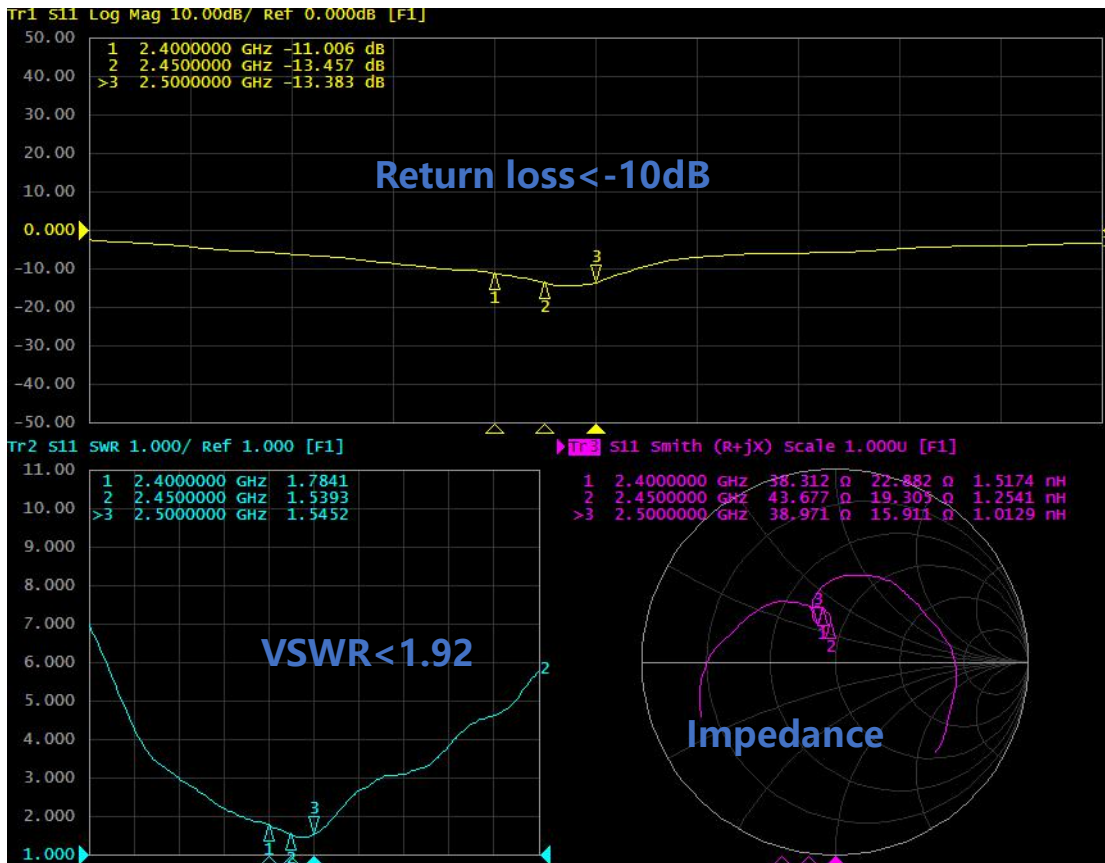 Tr1 S11 Log Mag 10.00dB/ Ref 0.000dB [F1]
50.00
1 2.4000000 GHz -11.006 dB
2 2.4500000 GHz -13.457 dB
>3 2.5000000 GHz -13.383 dB
40.00
30.00
20.00
Return loss<-10dB
10.00
0.000
-10.00
3
1
2
-20.00
-30.00
-40.00
-50.00
Tr2 S11 SWR 1.000/ Ref 1.000 [F1]
11.00
1 2.4000000 GHz 1.7841
2 2.4500000 GHz 1.5393
>3 2.5000000 GHz 1.5452
10.00
9.000
8.000
7.000
VSWR<1.92
6.000
2
5.000
4.000
3.000
3
2.000
1
2
1.000
Tr3 S11 Smith (R+jX) Scale 1.000U [F1]
1 2.4000000 GHz 38.312 Ω 22.882 Ω 1.5174 nH
2 2.4500000 GHz 43.677 Ω 19.305 Ω 1.2541 nH
>3 2.5000000 GHz 38.971 Ω 15.911 Ω 1.0129 nH
3
1
2
Impedance